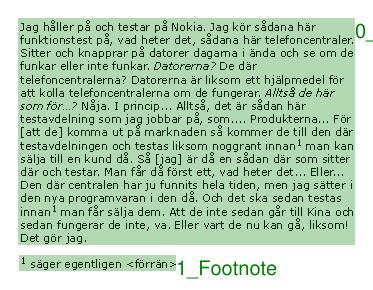 Jag håller på och testar på Nokia. Jag kör sådana här
funktionstest på, vad heter det, sådana här telefoncentraler.
Sitter och knapprar på datorer dagarna i ända och se om de
funkar eller inte funkar. Datorerna? De där
telefoncentralerna? Datorerna är liksom ett hjälpmedel för
att kolla telefoncentralerna om de fungerar. Alltså de här
som för...? Nåja. I princip... Alltså, det är sådan här
testavdelning som jag jobbar på, som.... Produkterna... För
[att de] komma ut på marknaden så kommer de till den där
testavdelningen och testas liksom noggrant innan¹ man kan
sälja till en kund då. Så [jag] är då en sådan där som sitter
där och testar. Man får då först ett, vad heter det... Eller...
Den där centralen har ju funnits hela tiden, men jag sätter i
den nya programvaran i den då. Och det ska sedan testas
innan¹ man får sälja dem. Att de inte sedan går till Kina och
sedan fungerar de inte, va. Eller vart de nu kan gå, liksom!
Det gör jag.
0_
¹ säger egentligen <förrän>
1_Footnote